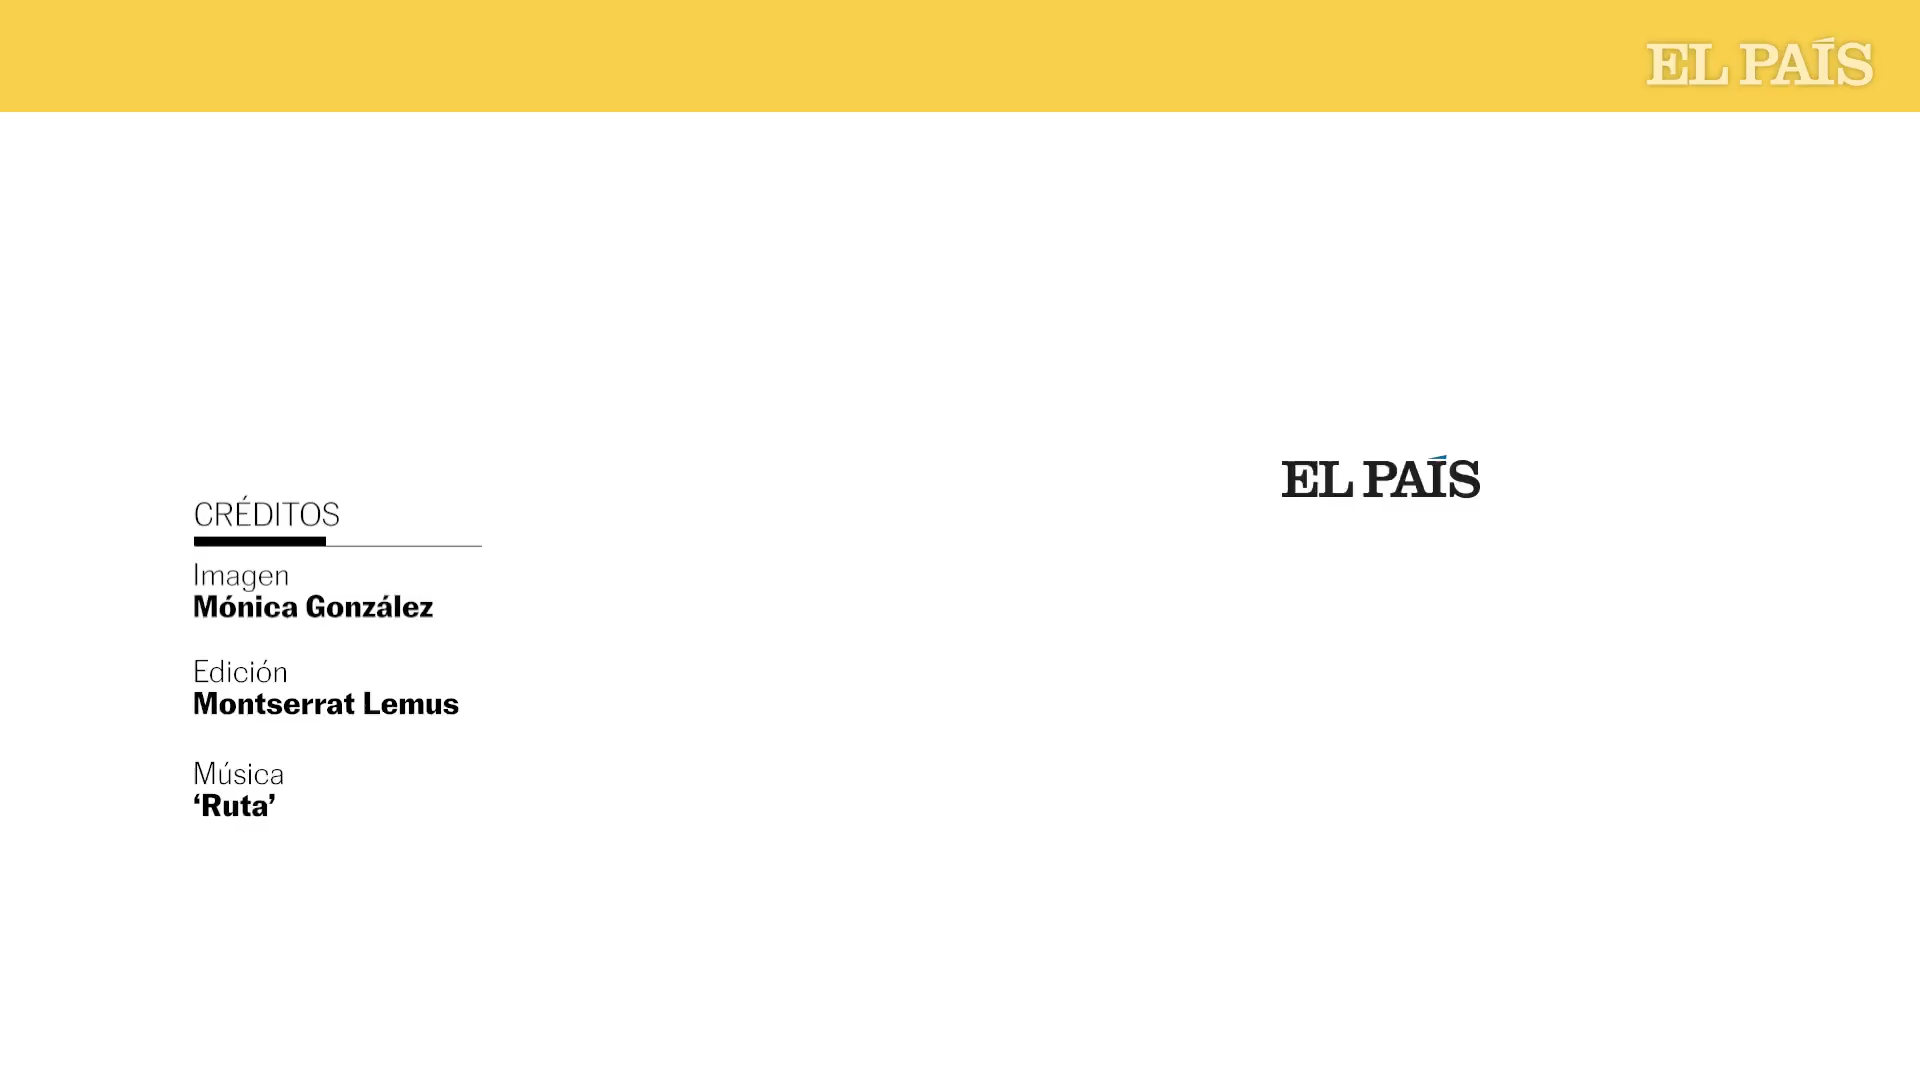 EL PAÍS
EL PAÍS
CRÉDITOS
Imagen
Mónica González
Edición
Montserrat Lemus
Música
‘Ruta’